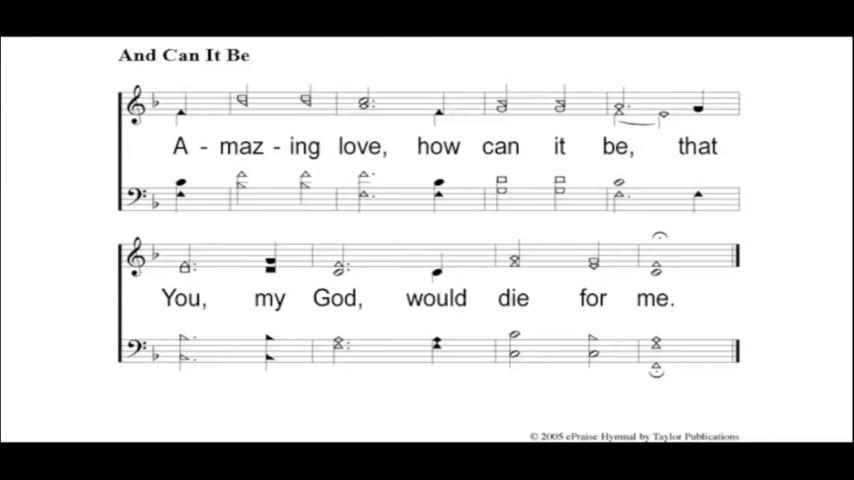 And Can It Be
A - maz - ing love, how can it be, that
You, my God, would die for me.
© 2005 ePraise Hymnal by Taylor Publications